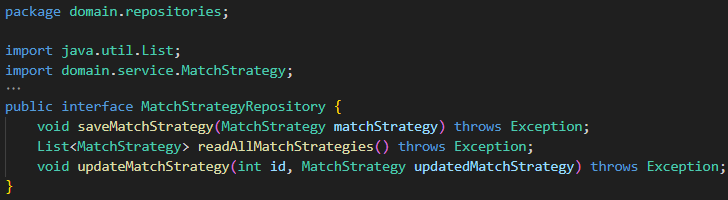 package domain.repositories;
import java.util.List;
import domain.service.MatchStrategy;
...
public interface MatchStrategyRepository {
    void saveMatchStrategy(MatchStrategy matchStrategy) throws Exception;
    List<MatchStrategy> readAllMatchStrategies() throws Exception;
    void updateMatchStrategy(int id, MatchStrategy updatedMatchStrategy) throws Exception;
}